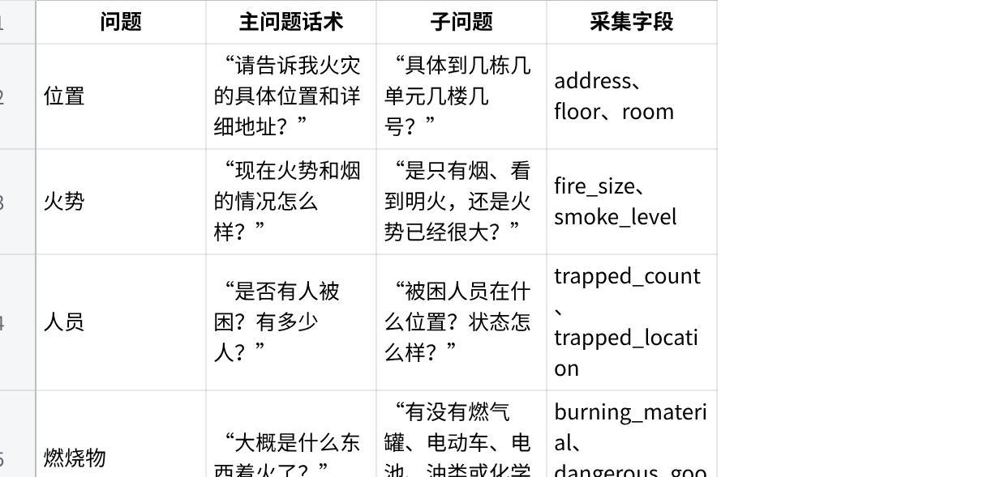 问题
主问题话术
子问题
采集字段
位置
“请告诉我火灾
的具体位置和详
细地址？”
“具体到几栋几
单元几楼几
号？”
address、
floor、room
火势
“现在火势和烟
的情况怎么
样？”
“是只有烟、看
到明火，还是火
势已经很大？”
fire_size、
smoke_level
人员
“是否有人被
困？有多少
人？”
“被困人员在什
么位置？状态怎
么样？”
trapped_count
、
trapped_locati
on
燃烧物
“大概是什么东
西着火了？”
“有没有燃气
罐、电动车、电
池、油类或化学
burning_materi
al、
dangerous_goo